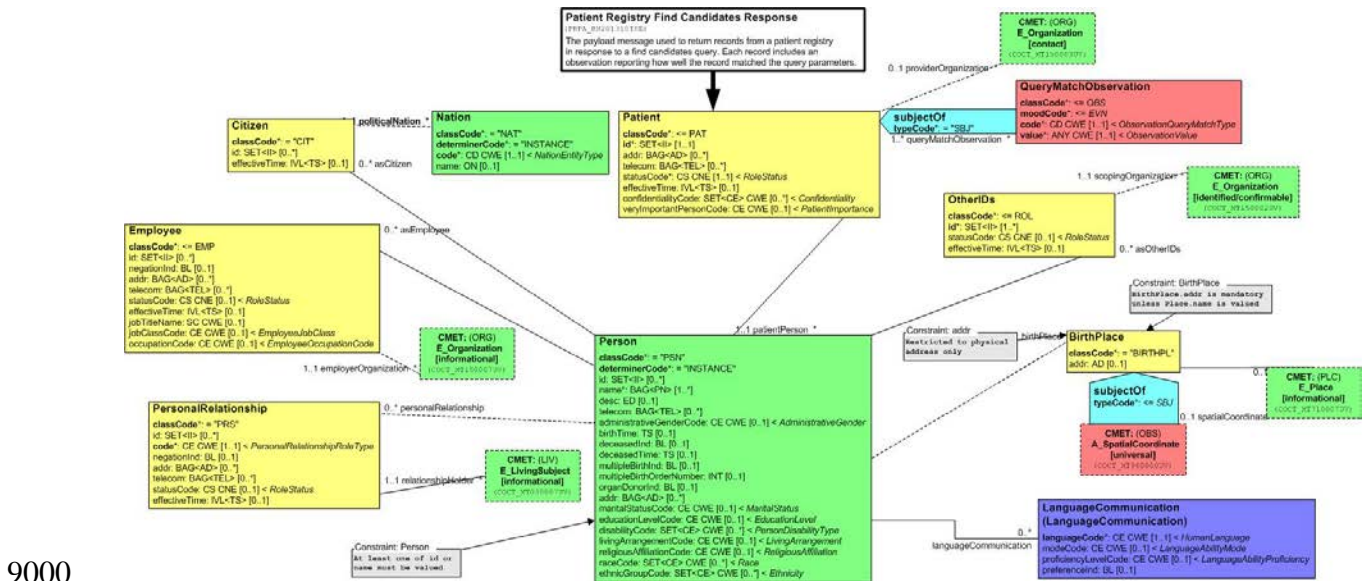 Patient Registry Find Candidates Response
The payload message used to return records from a patient registry
in response to a find candidates query. Each record includes an
observation reporting how well the record matched the query parameters.
CMET: (ORG)
E_Organization
[contact]
0..1 providerOrganization
Citizen
classCode*: = "CIT"
id: SET<II> [0..*]
effectiveTime: IVL<TS> [0..1]
politicalNation *
0..* asCitizen
Nation
classCode*: = "NAT"
determinerCode*: = "INSTANCE"
code*: CD CWE [1..1] < NationEntityType
name: ON [0..1]
Patient
classCode*: <= PAT
id*: SET<II> [1..*]
addr: BAG<AD> [0..*]
telecom: BAG<TEL> [0..*]
statusCode*: CS CNE [1..1] < RoleStatus
effectiveTime: IVL<TS> [0..1]
confidentialityCode: SET<CE> CWE [0..*] < Confidentiality
veryImportantPersonCode: CE CWE [0..1] < PatientImportance
subjectOf
typeCode*: = "SBJ"
1..* queryMatchObservation *
QueryMatchObservation
classCode*: <= OBS
moodCode*: <= EVN
code*: CD CWE [1..1] < ObservationQueryMatchType
value*: ANY CWE [1..1] < ObservationValue
1..1 scopingOrganization
CMET: (ORG)
E_Organization
[identified/confirmable]
OtherIDs
classCode*: <= ROL
id*: SET<II> [1..*]
statusCode: CS CNE [0..1] < RoleStatus
effectiveTime: IVL<TS> [0..1]
0..* asOtherIDs
Employee
classCode*: <= EMP
id: SET<II> [0..*]
negationInd: BL [0..1]
addr: BAG<AD> [0..*]
telecom: BAG<TEL> [0..*]
statusCode: CS CNE [0..1] < RoleStatus
effectiveTime: IVL<TS> [0..1]
jobTitleName: SC CWE [0..1]
jobClassCode: CE CWE [0..1] < EmployeeJobClass
occupationCode: CE CWE [0..1] < EmployeeOccupationCode
0..* asEmployee
1..1 employerOrganization
CMET: (ORG)
E_Organization
[informational]
Constraint: BirthPlace
BirthPlace.addr is mandatory
unless Place.name is valued
Constraint: addr
Restricted to physical
address only
birthPlace
BirthPlace
classCode*: = "BIRTHPL"
addr: AD [0..1]
CMET: (PLC)
E_Place
[informational]
subjectOf
typeCode*: <= SBJ
0..1 spatialCoordinate
CMET: (OBS)
A_SpatialCoordinate
[universal]
1..1 patientPerson *
Person
classCode*: = "PSN"
determinerCode*: = "INSTANCE"
id: SET<II> [0..*]
name*: BAG<PN> [1..*]
desc: ED [0..1]
telecom: BAG<TEL> [0..*]
administrativeGenderCode: CE CWE [0..1] < AdministrativeGender
birthTime: TS [0..1]
deceasedInd: BL [0..1]
deceasedTime: TS [0..1]
multipleBirthInd: BL [0..1]
multipleBirthOrderNumber: INT [0..1]
organDonorInd: BL [0..1]
addr: BAG<AD> [0..*]
maritalStatusCode: CE CWE [0..1] < MaritalStatus
educationLevelCode: CE CWE [0..1] < EducationLevel
disabilityCode: SET<CE> CWE [0..*] < PersonDisabilityType
livingArrangementCode: CE CWE [0..1] < LivingArrangement
religiousAffiliationCode: CE CWE [0..1] < ReligiousAffiliation
raceCode: SET<CE> CWE [0..*] < Race
ethnicGroupCode: SET<CE> CWE [0..*] < Ethnicity
PersonalRelationship
classCode*: = "PRS"
id: SET<II> [0..*]
code*: CE CWE [1..1] < PersonalRelationshipRoleType
negationInd: BL [0..1]
addr: BAG<AD> [0..*]
telecom: BAG<TEL> [0..*]
statusCode: CS CNE [0..1] < RoleStatus
effectiveTime: IVL<TS> [0..1]
0..* personalRelationship
1..1 relationshipHolder
CMET: (LIV)
E_LivingSubject
[informational]
Constraint: Person
At least one of id or
name must be valued
0..*
languageCommunication
LanguageCommunication
(LanguageCommunication)
languageCode*: CE CWE [1..1] < HumanLanguage
modeCode: CE CWE [0..1] < LanguageAbilityMode
proficiencyLevelCode: CE CWE [0..1] < LanguageAbilityProficiency
preferenceInd: BL [0..1]
9000